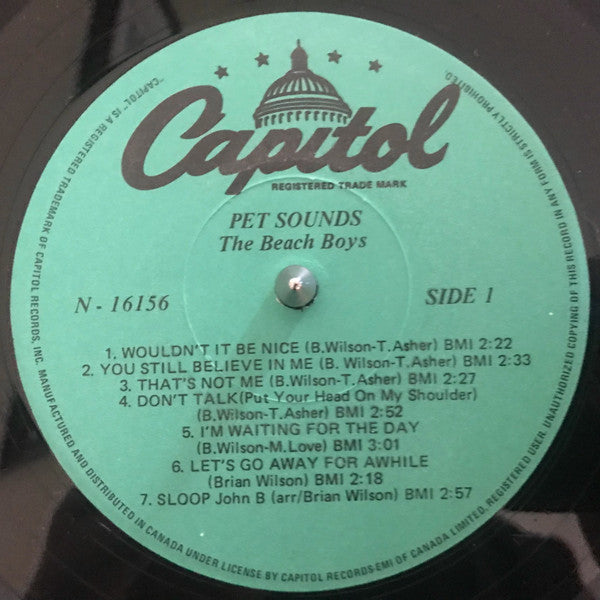 Capitol
REGISTERED TRADE MARK
PET SOUNDS
The Beach Boys
N - 16156
SIDE 1
1. WOULDN'T IT BE NICE (B.Wilson-T.Asher) BMI 2:22
2. YOU STILL BELIEVE IN ME (B. Wilson-T.Asher) BMI 2:33
3. THAT'S NOT ME (B.Wilson-T.Asher) BMI 2:27
4. DON'T TALK(Put Your Head On My Shoulder)
(B.Wilson-T.Asher) BMI 2:52
5. I'M WAITING FOR THE DAY
(B.Wilson-M.Love) BMI 3:01
6. LET'S GO AWAY FOR AWHILE
(Brian Wilson) BMI 2:18
7. SLOOP John B (arr/Brian Wilson) BMI 2:57
"CAPITOL" IS A REGISTERED TRADEMARK OF CAPITOL RECORDS, INC. MANUFACTURED AND DISTRIBUTED IN CANADA UNDER LICENSE BY CAPITOL RECORDS-EMI OF CANADA LIMITED, REGISTERED USER. UNAUTHORIZED COPYING OF THIS RECORD IN ANY FORM IS STRICTLY PROHIBITED.